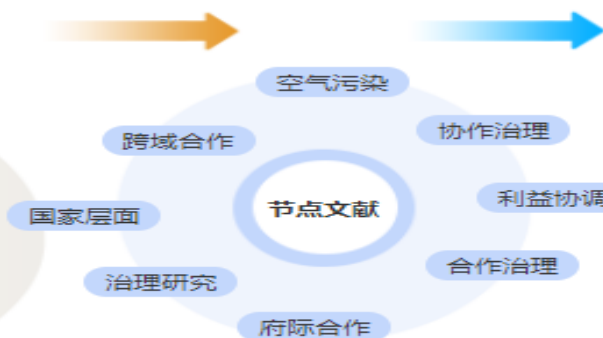 空气污染
协作治理
跨域合作
利益协调
节点文献
国家层面
合作治理
治理研究
府际合作